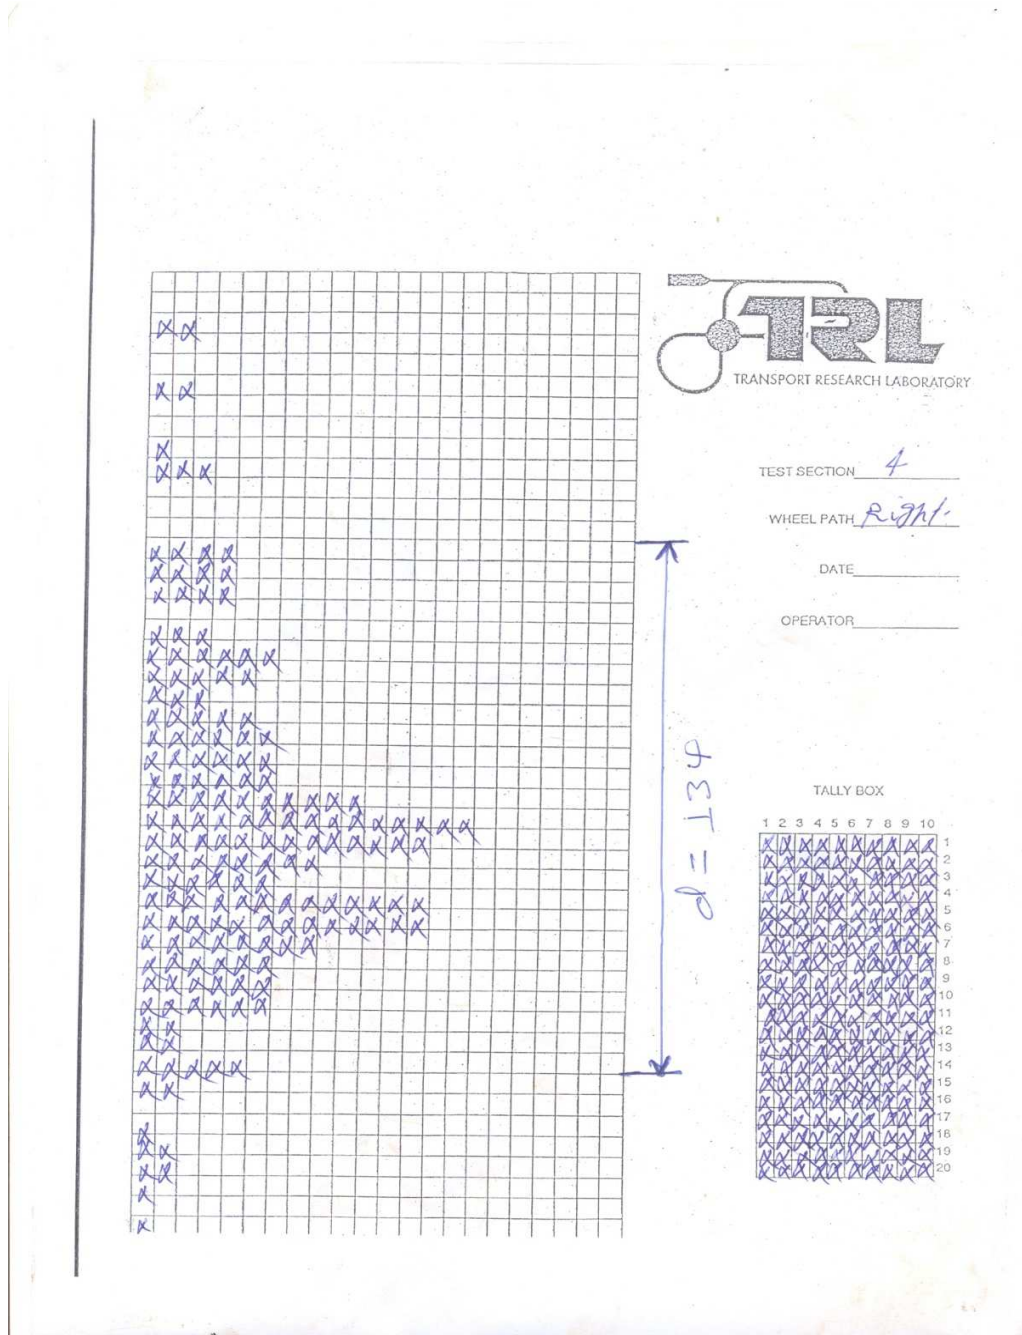 TRL
TRANSPORT RESEARCH LABORATORY
TEST SECTION 4
WHEEL PATH Right.
DATE
OPERATOR
d = 134
TALLY BOX
1 2 3 4 5 6 7 8 9 10
1
2
3
4
5
6
7
8
9
10
11
12
13
14
15
16
17
18
19
20